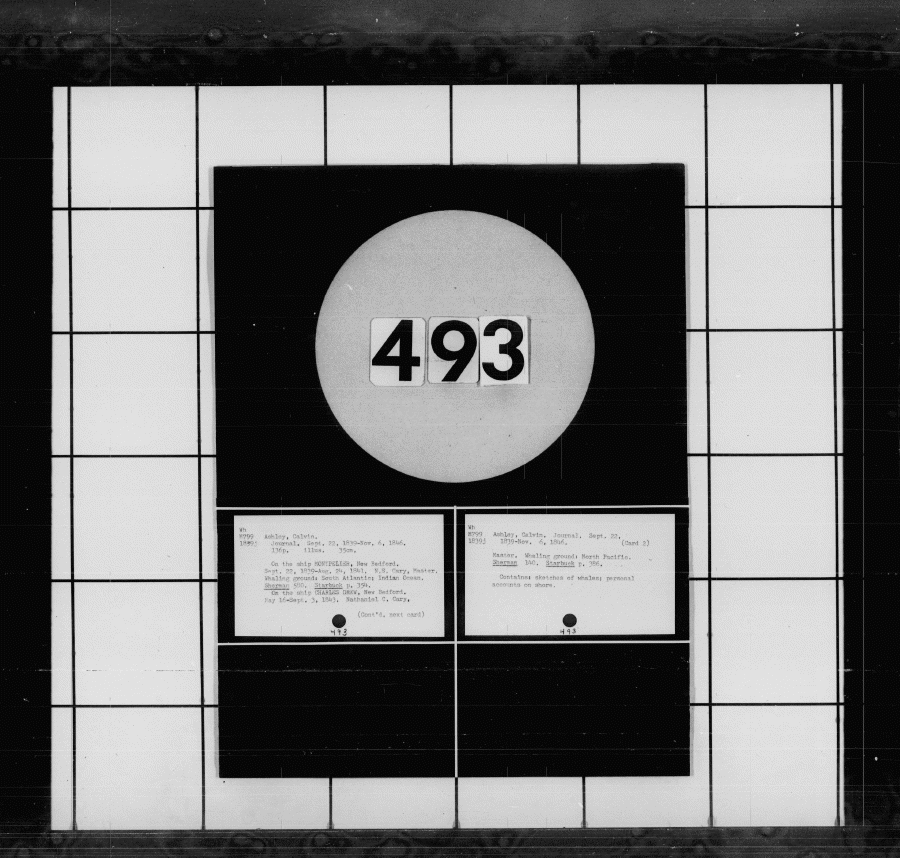 493
Wh
M799 Ashley, Calvin.
1839J Journal. Sept. 22, 1839-Nov. 6, 1846.
136p. illus. 39cm.
On the ship MONTPELIER, New Bedford.
Sept. 22, 1839-Aug. 24, 1841. N.B. Cary, Master.
Whaling ground: South Atlantic; Indian Ocean.
Sherman 580. Starbuck p. 354.
On the ship CHARLES DREW, New Bedford.
May 16-Sept. 3, 1843. Nathaniel C. Cary,
(Cont'd. next card)
493
Wh
M799 Ashley, Calvin. Journal. Sept. 22,
1839J 1839-Nov. 6, 1846. (Card 2)
Master. Whaling ground: North Pacific.
Sherman 140. Starbuck p. 386.
Contains: sketches of whales; personal
accounts on shore.
493